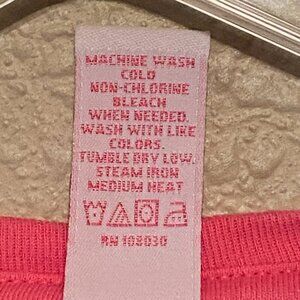 MACHINE WASH
COLD
NON-CHLORINE
BLEACH
WHEN NEEDED.
WASH WITH LIKE
COLORS.
TUMBLE DRY LOW.
STEAM IRON
MEDIUM HEAT
RN 108030